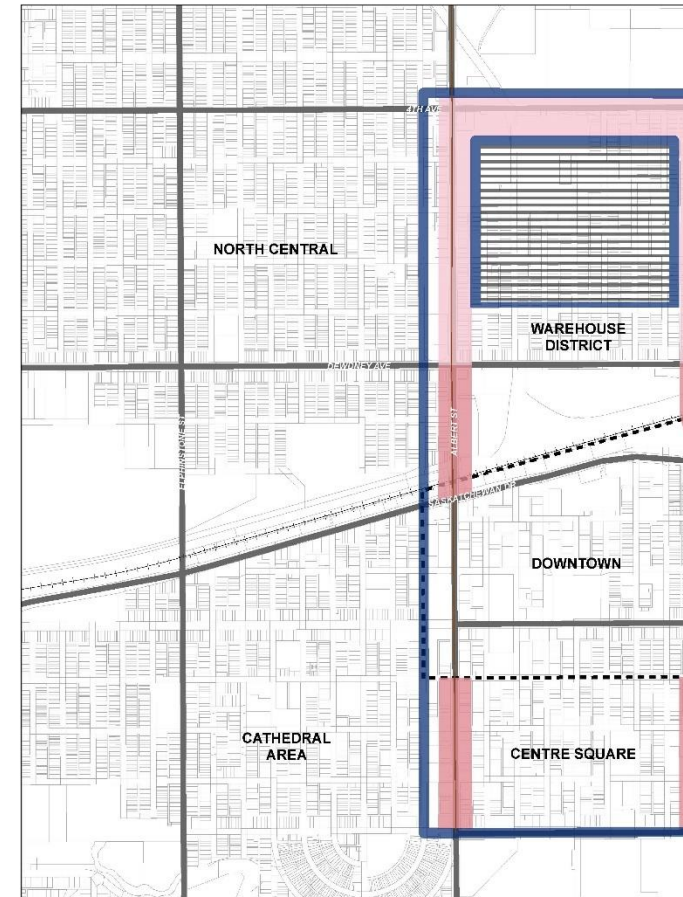 4TH AVE
NORTH CENTRAL
WAREHOUSE
DISTRICT
DEWDNEY AVE
ELPHINSTONE ST
ALBERT ST
SASKATCHEWAN DR
DOWNTOWN
CATHEDRAL
AREA
CENTRE SQUARE